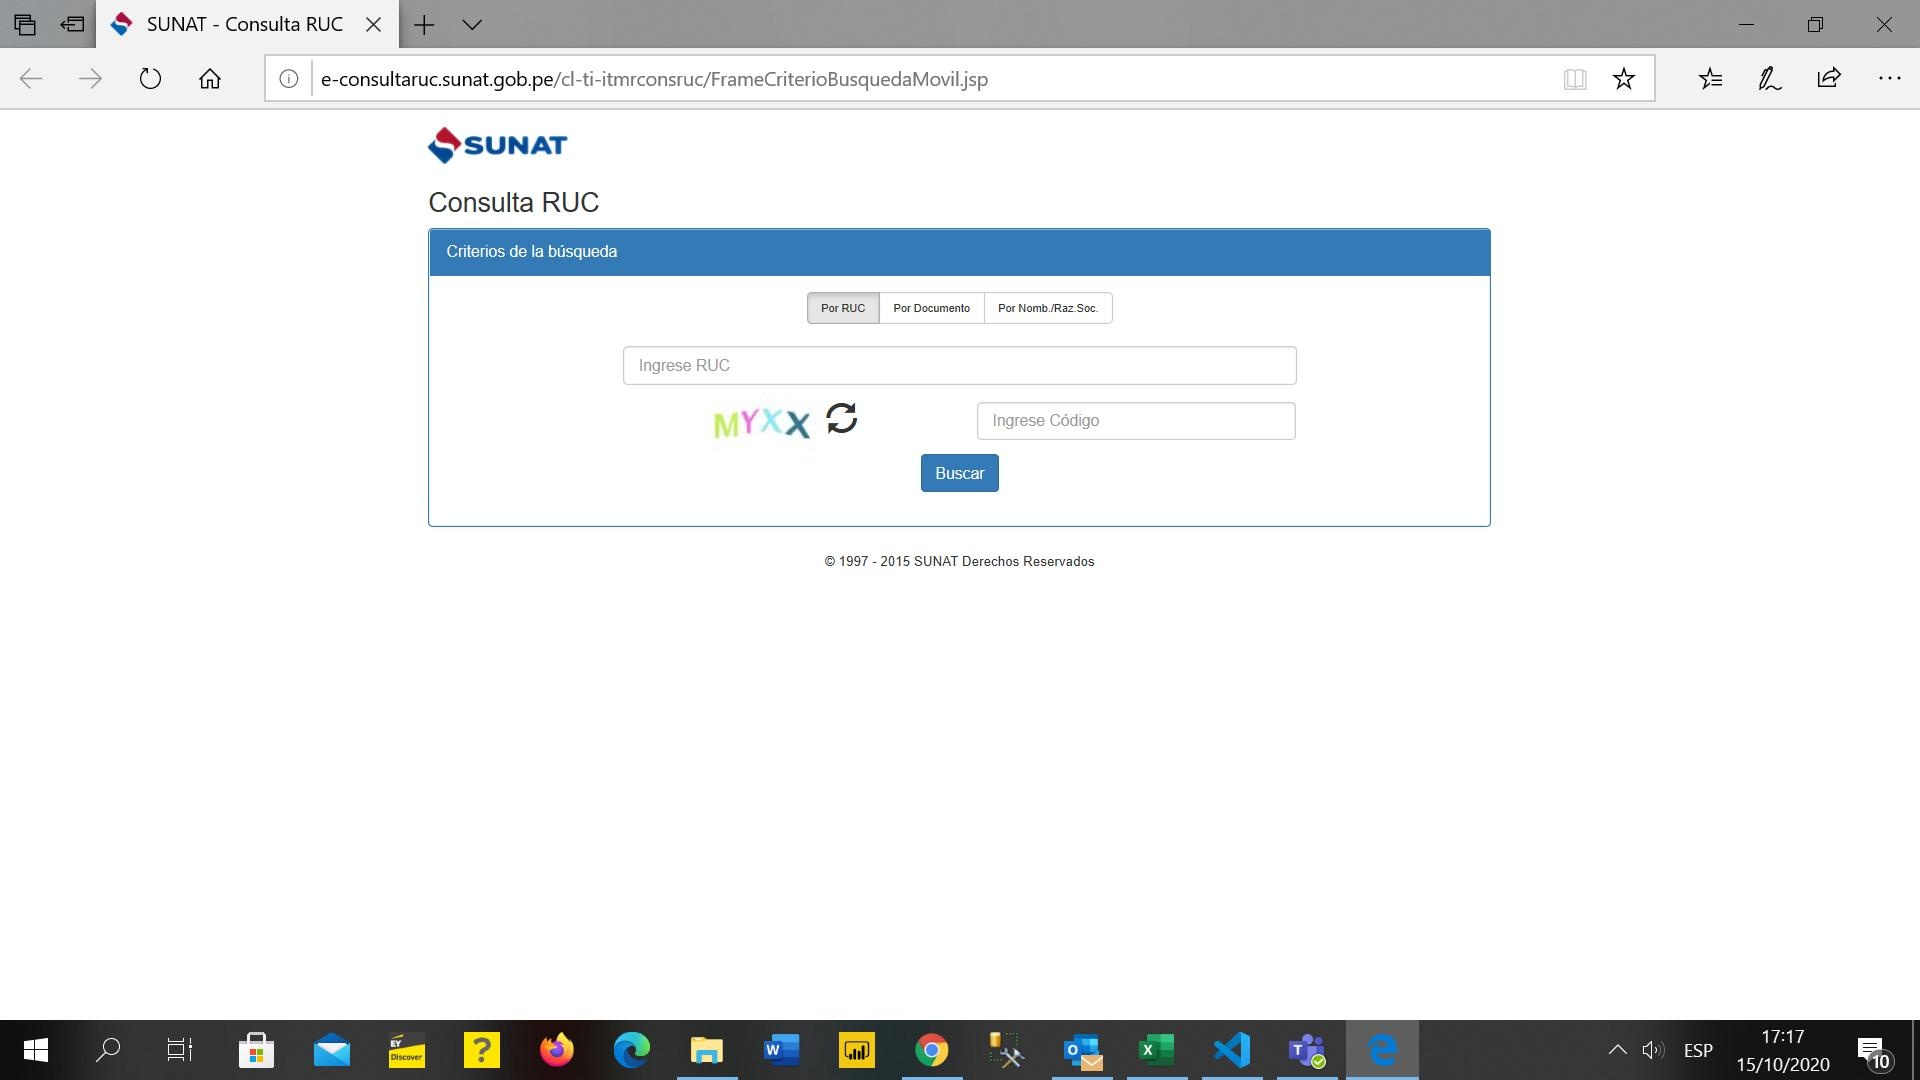 SUNAT - Consulta RUC
e-consultaruc.sunat.gob.pe/cl-ti-itmrconsruc/FrameCriterioBusquedaMovil.jsp
SUNAT
Consulta RUC
Criterios de la búsqueda
Por RUC Por Documento Por Nomb./Raz.Soc.
Ingrese RUC
MYXX Ingrese Código
Buscar
© 1997 - 2015 SUNAT Derechos Reservados
EY
Discover
ESP
17:17
15/10/2020
10